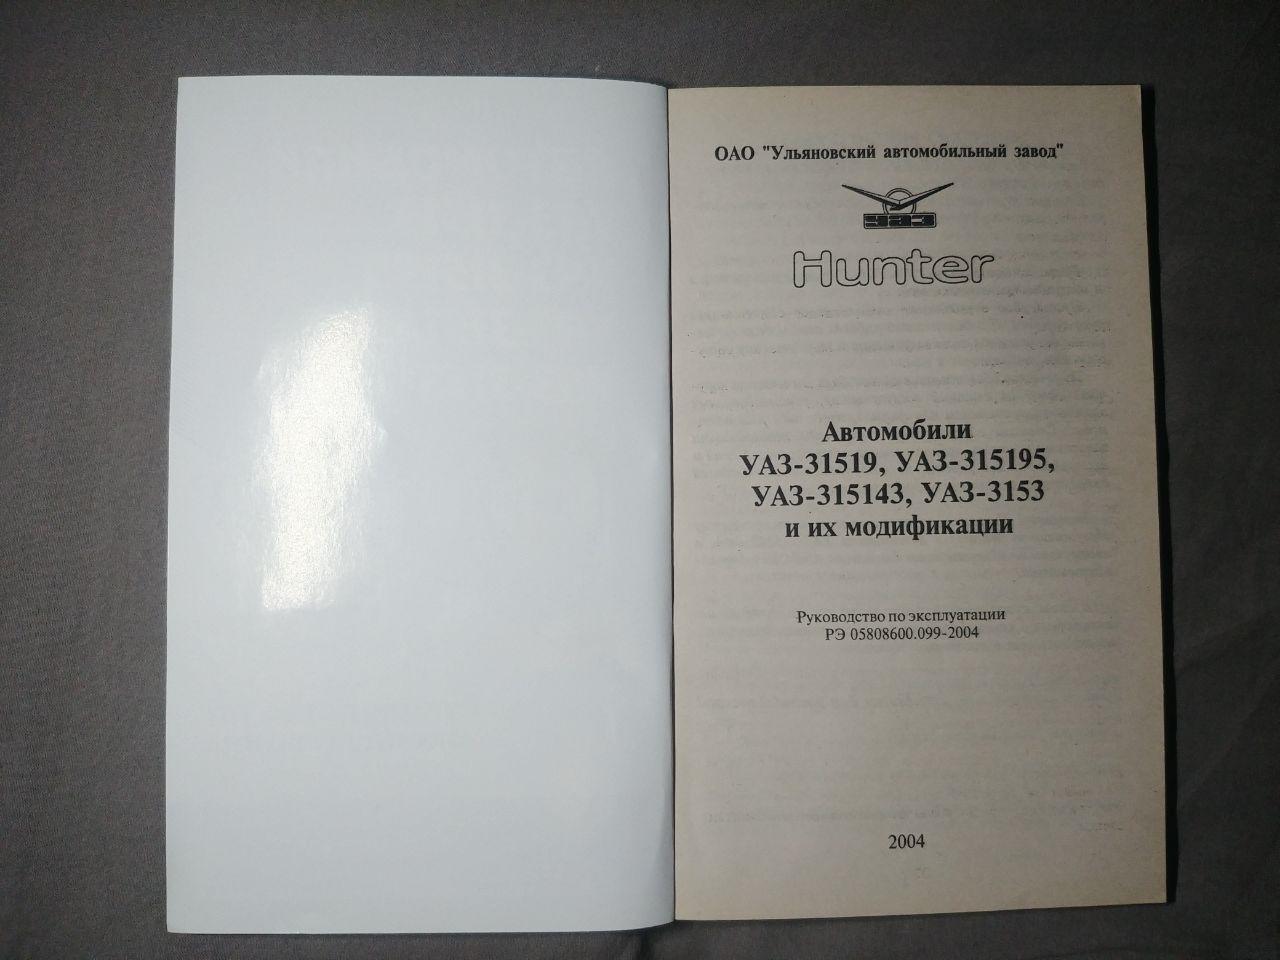 ОАО "Ульяновский автомобильный завод"
УАЗ
Hunter
Автомобили
УАЗ-31519, УАЗ-315195,
УАЗ-315143, УАЗ-3153
и их модификации
Руководство по эксплуатации
РЭ 05808600.099-2004
2004